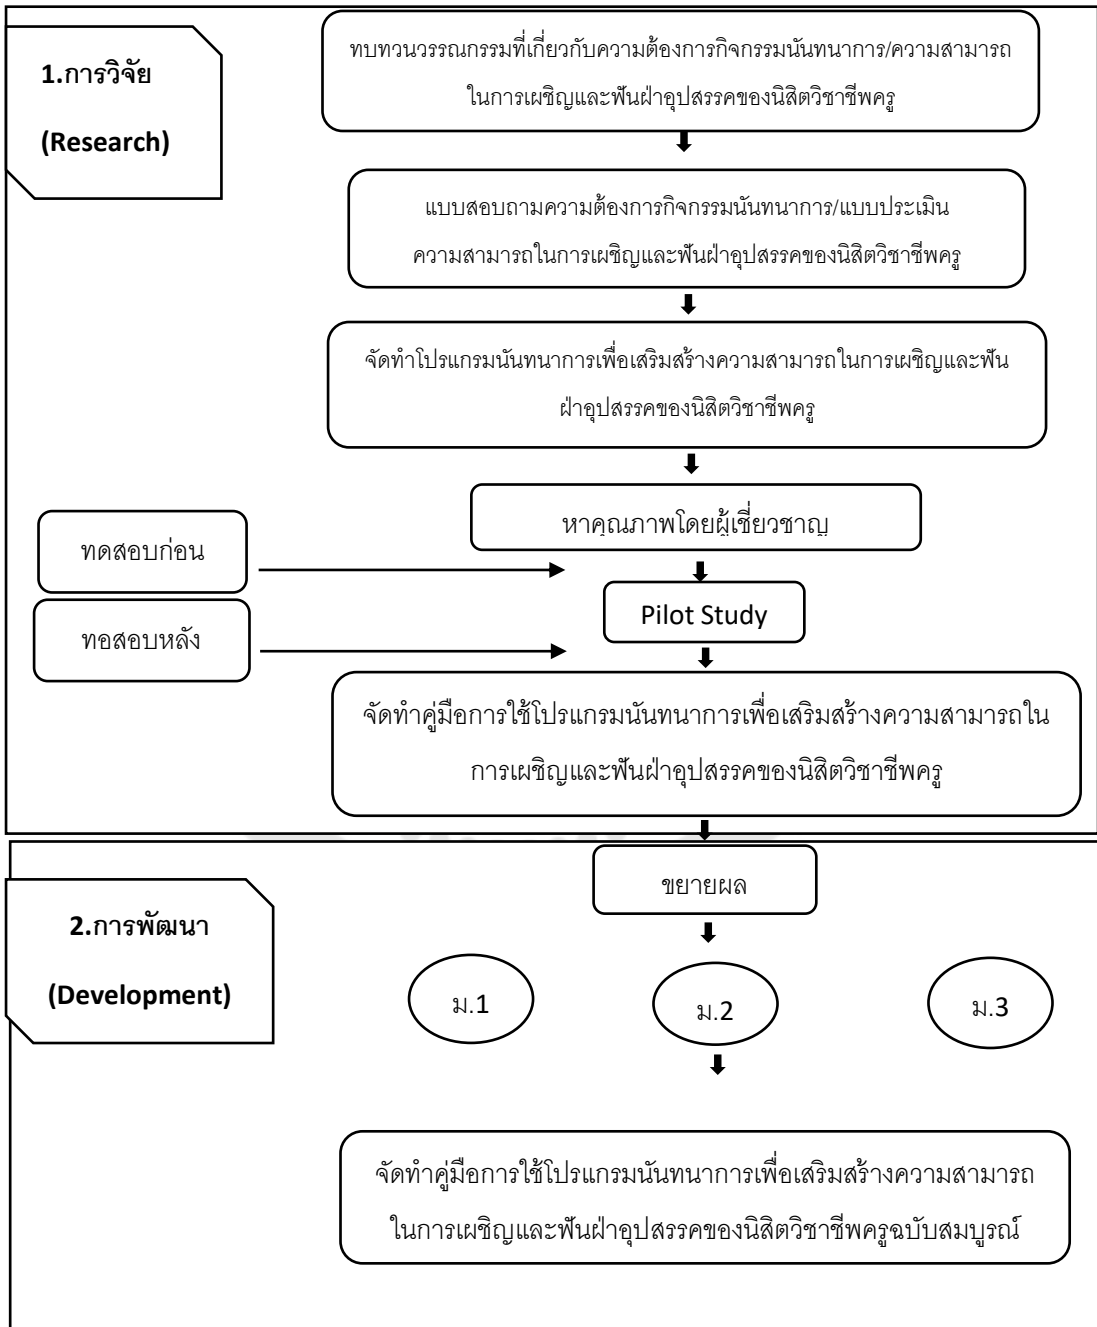 1.การวิจัย
(Research)
ทบทวนวรรณกรรมที่เกี่ยวกับความต้องการกิจกรรมนันทนาการ/ความสามารถ
ในการเผชิญและฟันฝ่าอุปสรรคของนิสิตวิชาชีพครู
แบบสอบถามความต้องการกิจกรรมนันทนาการ/แบบประเมิน
ความสามารถในการเผชิญและฟันฝ่าอุปสรรคของนิสิตวิชาชีพครู
จัดทำโปรแกรมนันทนาการเพื่อเสริมสร้างความสามารถในการเผชิญและฟัน
ฝ่าอุปสรรคของนิสิตวิชาชีพครู
หาคุณภาพโดยผู้เชี่ยวชาญ
ทดสอบก่อน
Pilot Study
ทอสอบหลัง
จัดทำคู่มือการใช้โปรแกรมนันทนาการเพื่อเสริมสร้างความสามารถใน
การเผชิญและฟันฝ่าอุปสรรคของนิสิตวิชาชีพครู
2.การพัฒนา
(Development)
ขยายผล
ม.1
ม.2
ม.3
จัดทำคู่มือการใช้โปรแกรมนันทนาการเพื่อเสริมสร้างความสามารถ
ในการเผชิญและฟันฝ่าอุปสรรคของนิสิตวิชาชีพครูฉบับสมบูรณ์